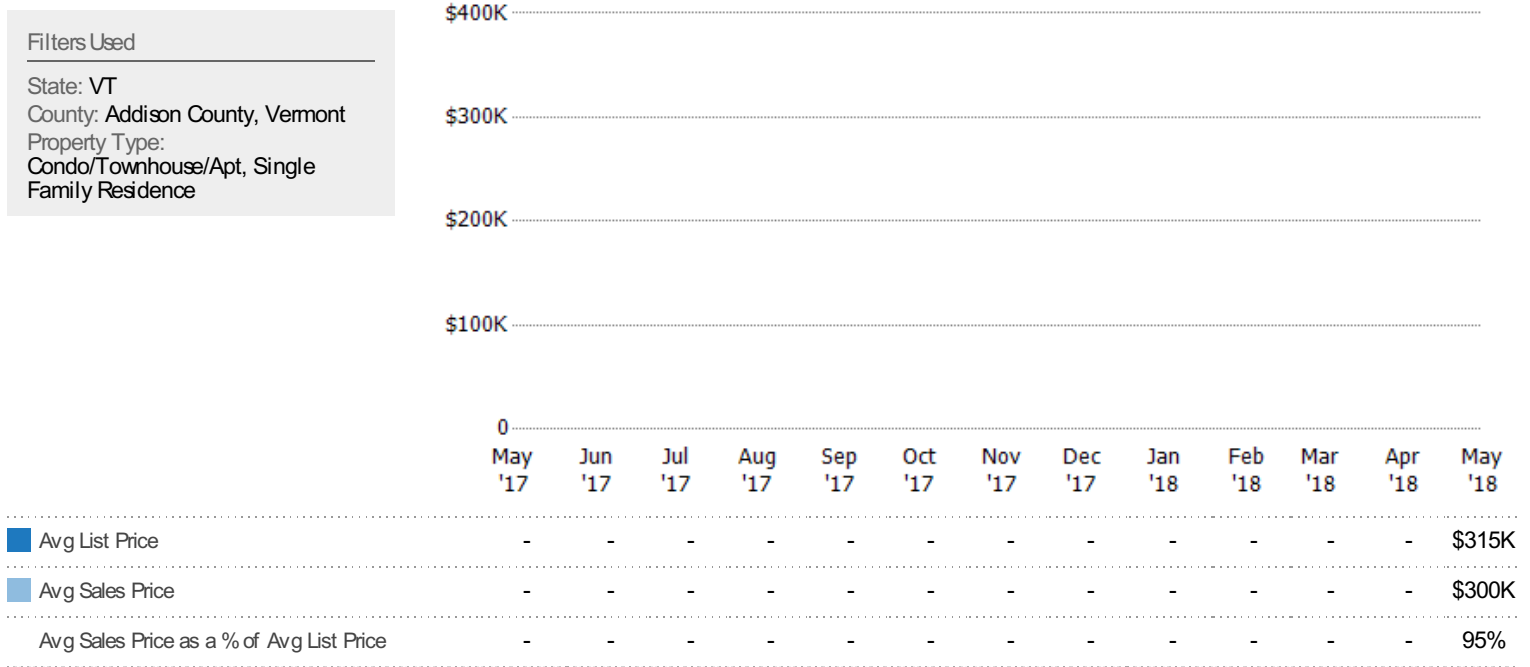 Filters Used
State: VT
County: Addison County, Vermont
Property Type:
Condo/Townhouse/Apt, Single
Family Residence
$400K
$300K
$200K
$100K
0
May Jun Jul Aug Sep Oct Nov Dec Jan Feb Mar Apr May
'17 '17 '17 '17 '17 '17 '17 '17 '18 '18 '18 '18 '18
Avg List Price - - - - - - - - - - - - $315K
Avg Sales Price - - - - - - - - - - - - $300K
Avg Sales Price as a % of Avg List Price - - - - - - - - - - - - 95%